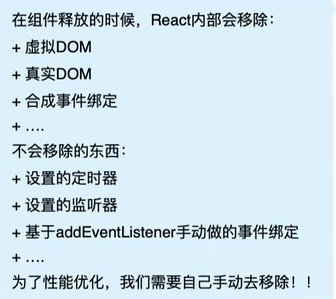 在组件释放的时候，React内部会移除：
+ 虚拟DOM
+ 真实DOM
+ 合成事件绑定
+ ....
不会移除的东西：
+ 设置的定时器
+ 设置的监听器
+ 基于addEventListener手动做的事件绑定
+ ....
为了性能优化，我们需要自己手动去移除！！